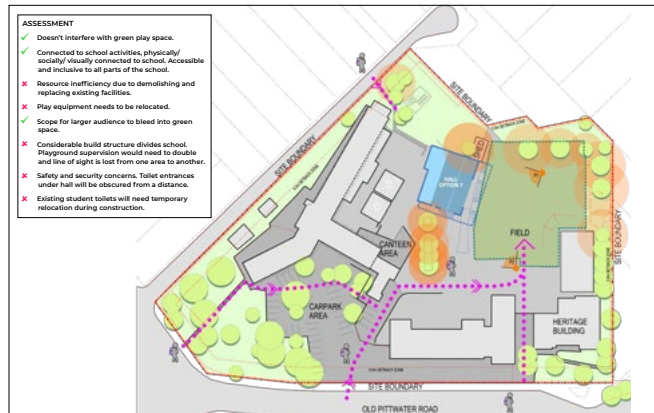 ASSESSMENT
Doesn't interfere with green play space.
Connected to school activities, physically/
socially/ visually connected to school. Accessible
and inclusive to all parts of the school.
Resource inefficiency due to demolishing and
replacing existing facilities.
Play equipment needs to be relocated.
Scope for larger audience to bleed into green
space.
Considerable build structure divides school.
Playground supervision would need to double
and line of sight is lost from one area to another.
Safety and security concerns. Toilet entrances
under hall will be obscured from a distance.
Existing student toilets will need temporary
relocation during construction.
SITE BOUNDARY
SITE BOUNDARY
SHED
HALL
OPTION 7
FIELD
SITE BOUNDARY
CANTEEN
AREA
CARPARK
AREA
HERITAGE
BUILDING
SITE BOUNDARY
OLD PITTWATER ROAD